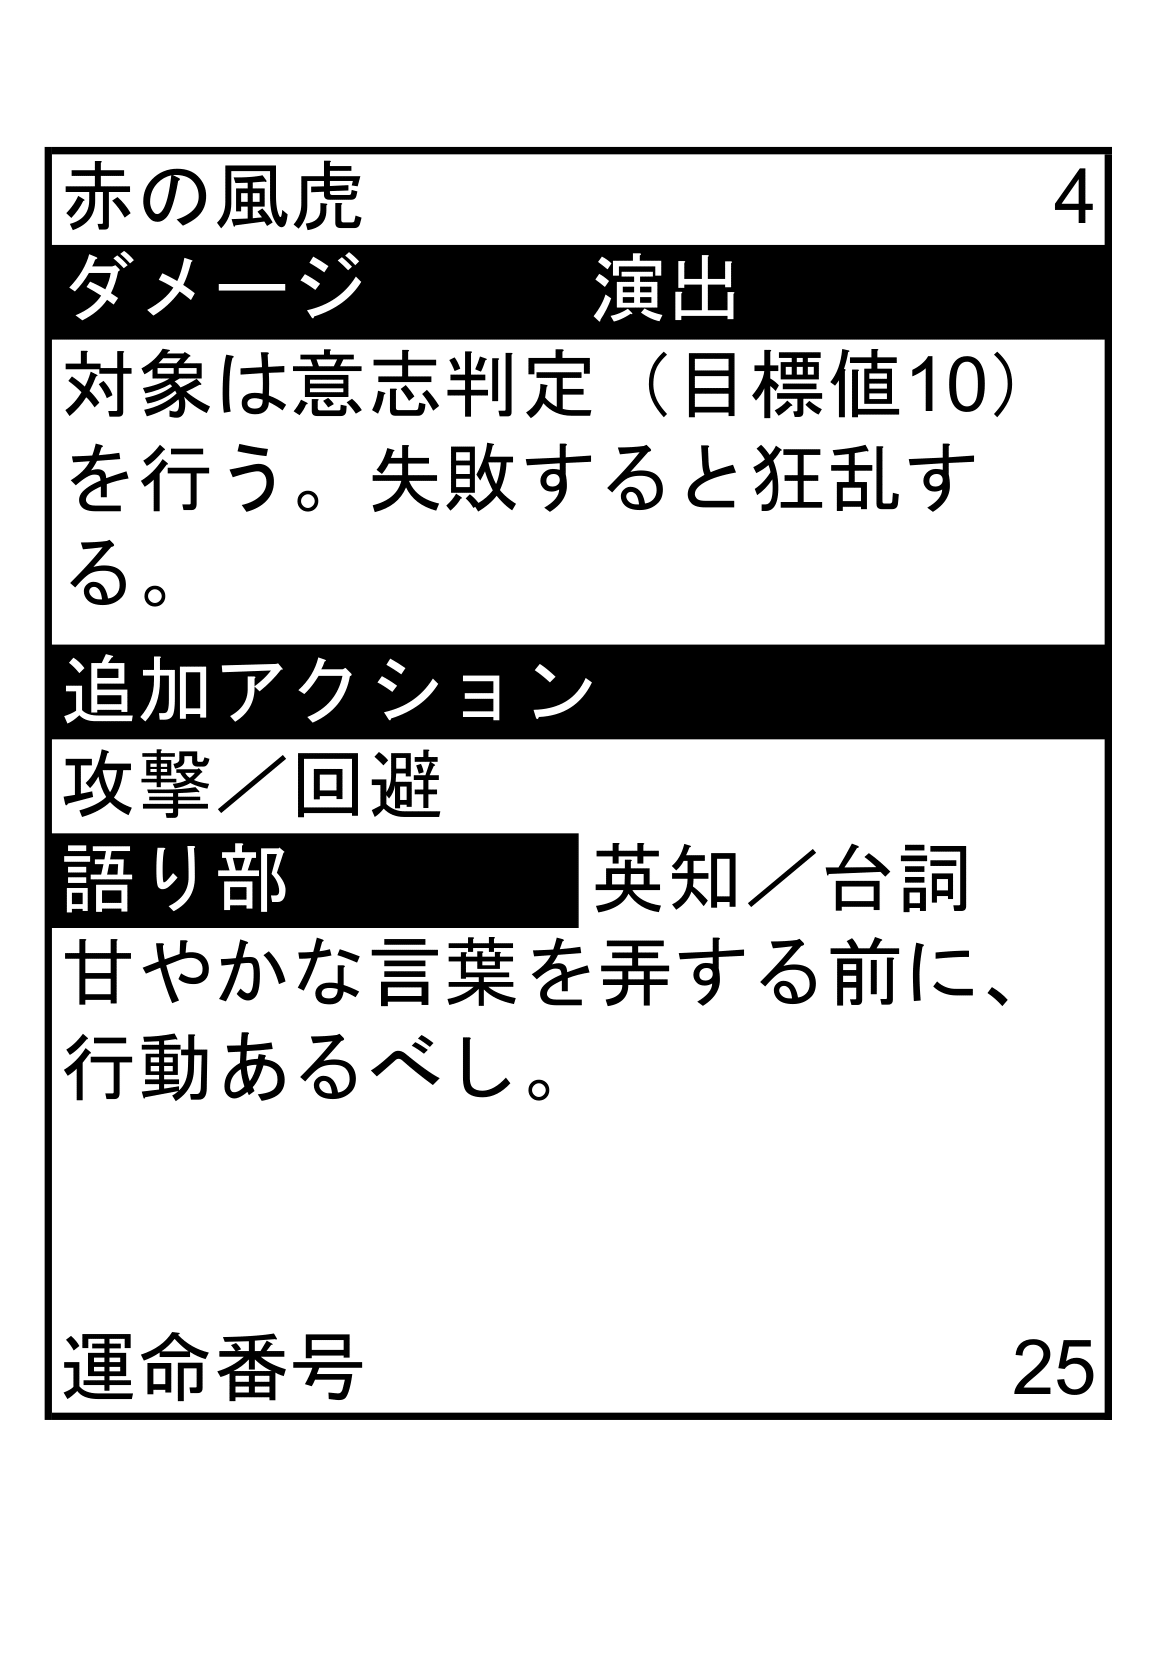 赤の風虎 4
ダメージ 演出
対象は意志判定（目標値10）
を行う。失敗すると狂乱す
る。
追加アクション
攻撃／回避
語り部 英知／台詞
甘やかな言葉を弄する前に、
行動あるべし。
運命番号 25